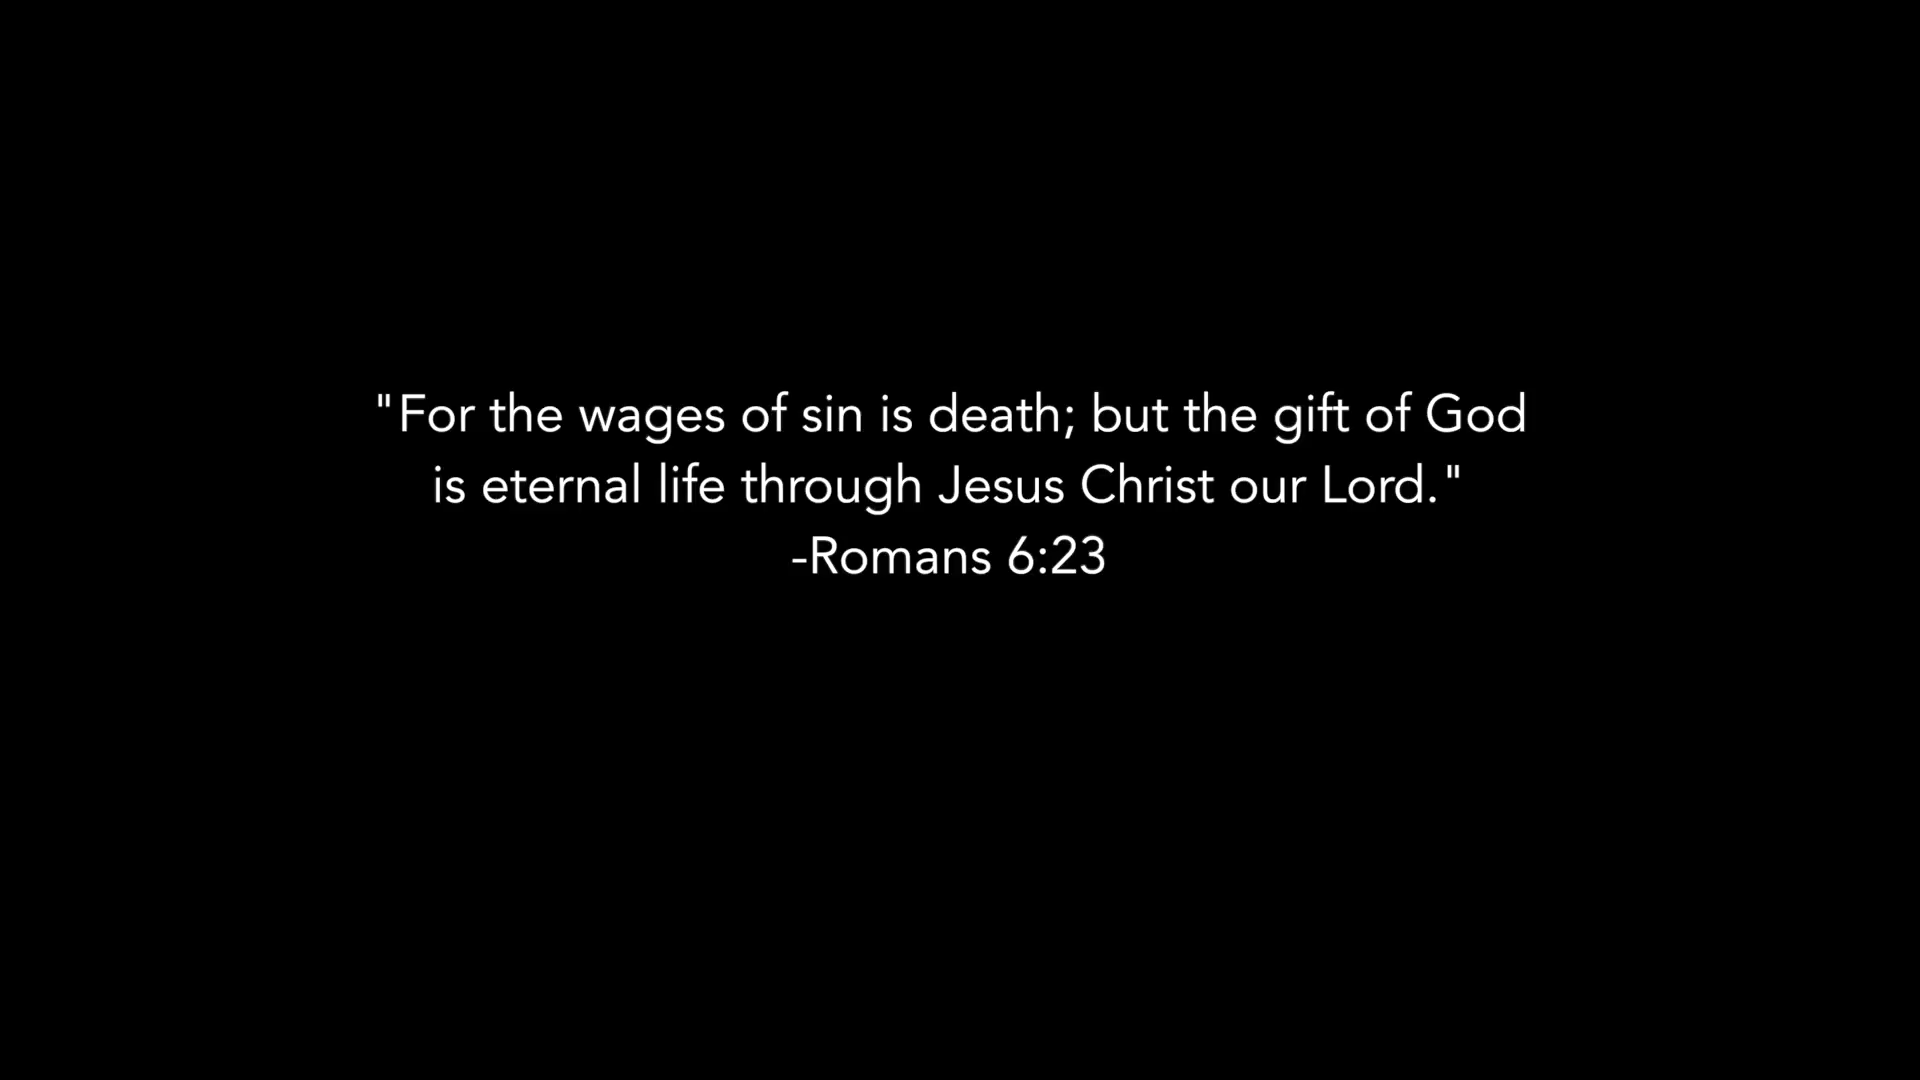 "For the wages of sin is death; but the gift of God
is eternal life through Jesus Christ our Lord."
-Romans 6:23